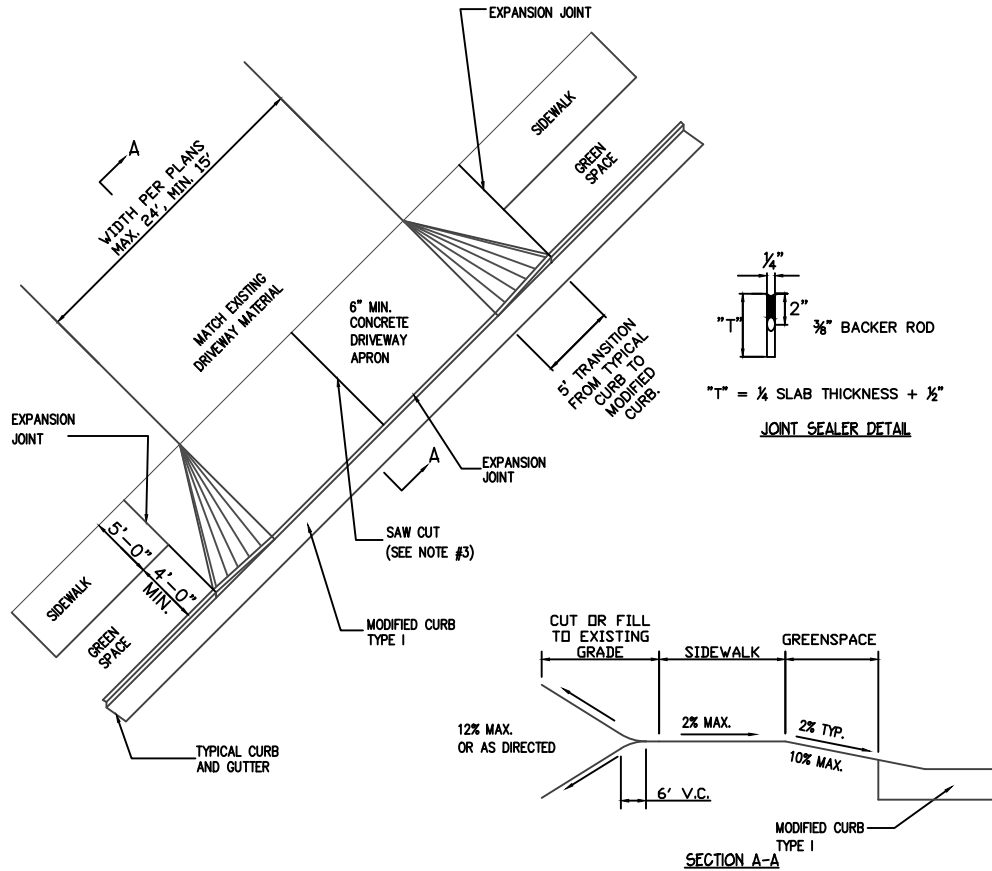 EXPANSION JOINT
A
WIDTH PER PLANS
MAX. 24', MIN. 15'
SIDEWALK
GREEN
SPACE
MATCH EXISTING
DRIVEWAY MATERIAL
6" MIN.
CONCRETE
DRIVEWAY
APRON
5' TRANSITION
FROM TYPICAL
CURB TO
MODIFIED
CURB.
1/4"
"T"
2"
3/8" BACKER ROD
"T" = 1/4 SLAB THICKNESS + 1/2"
JOINT SEALER DETAIL
EXPANSION
JOINT
A
EXPANSION
JOINT
5'-0"
4'-0"
MIN.
SAW CUT
(SEE NOTE #3)
SIDEWALK
GREEN
SPACE
MODIFIED CURB
TYPE I
TYPICAL CURB
AND GUTTER
CUT OR FILL
TO EXISTING
GRADE
SIDEWALK
GREENSPACE
12% MAX.
OR AS DIRECTED
2% MAX.
2% TYP.
10% MAX.
6' V.C.
MODIFIED CURB
TYPE I
SECTION A-A